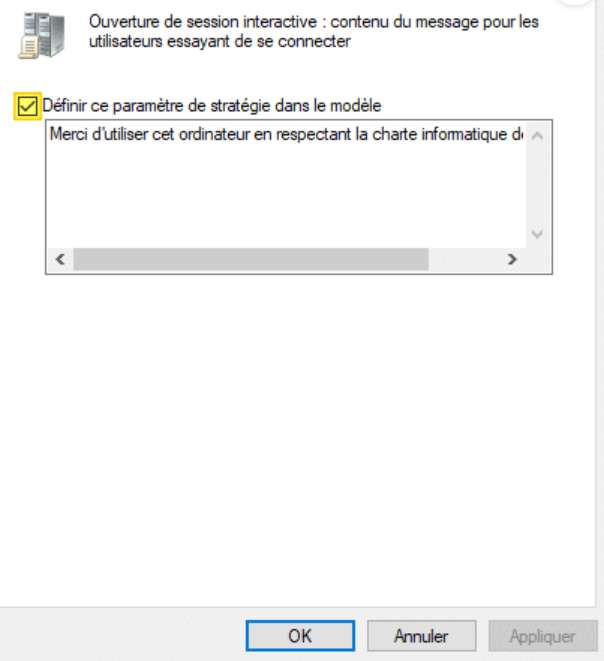 Ouverture de session interactive : contenu du message pour les
utilisateurs essayant de se connecter
Définir ce paramètre de stratégie dans le modèle
Merci d'utiliser cet ordinateur en respectant la charte informatique
OK
Annuler
Appliquer